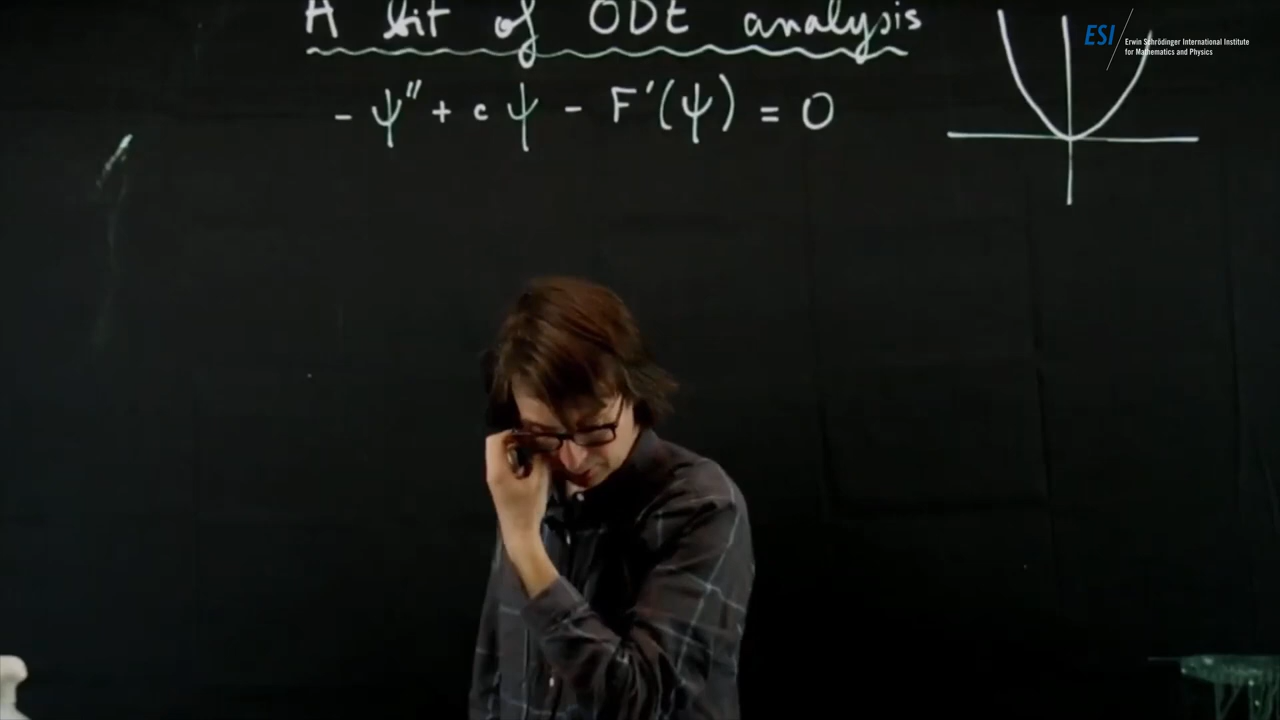 A bit of ODE analysis
- ψ'' + c ψ - F'(ψ) = 0
ESI
Erwin Schrödinger International Institute
for Mathematics and Physics